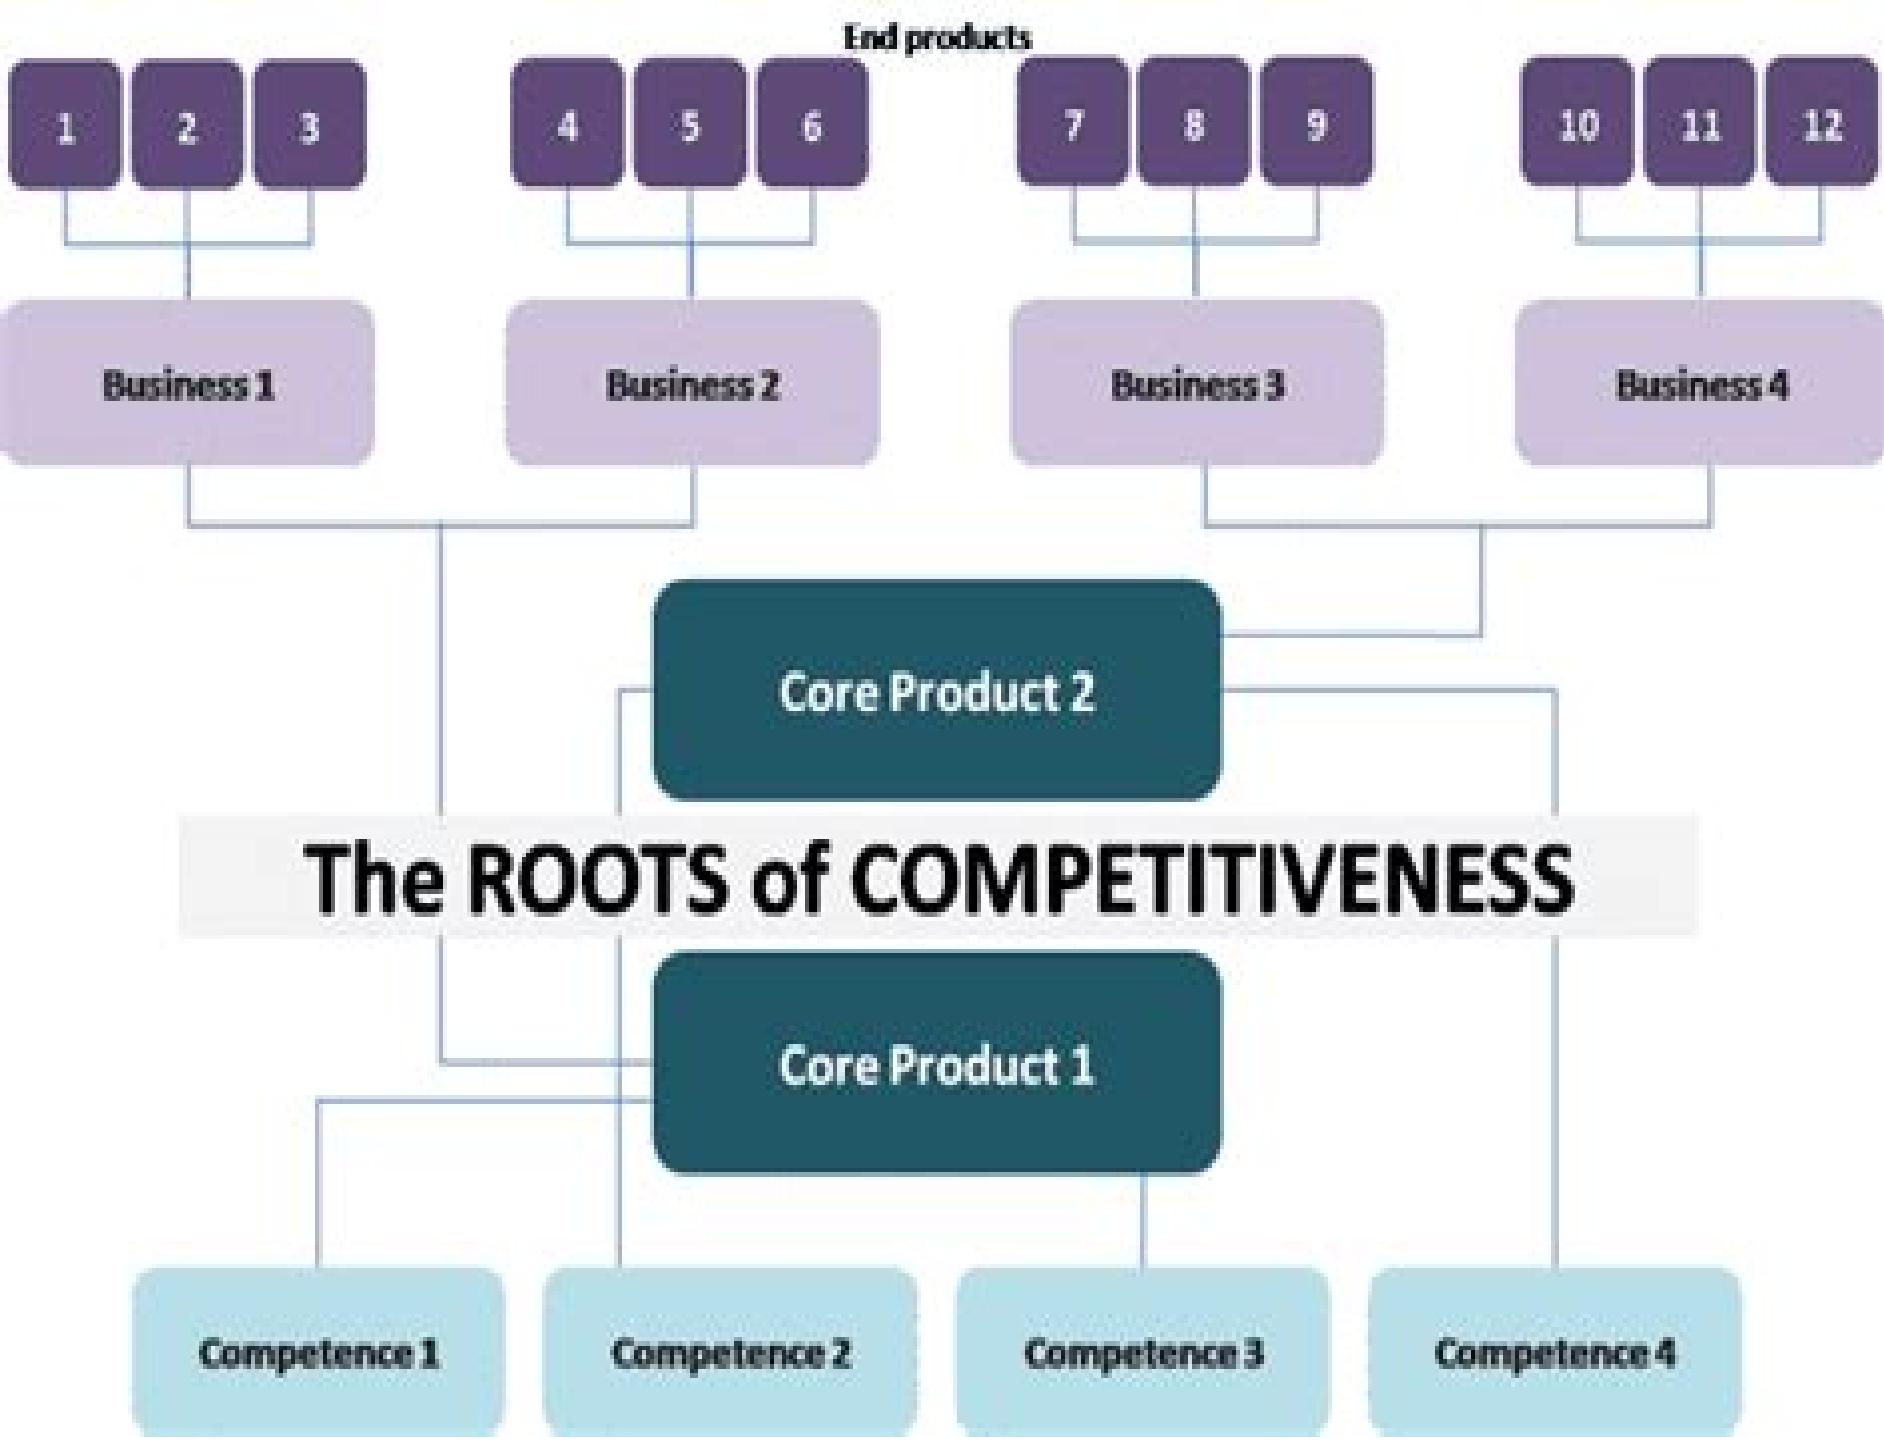 End products
1 2 3 4 5 6 7 8 9 10 11 12
Business 1 Business 2 Business 3 Business 4
Core Product 2
The ROOTS of COMPETITIVENESS
Core Product 1
Competence 1 Competence 2 Competence 3 Competence 4